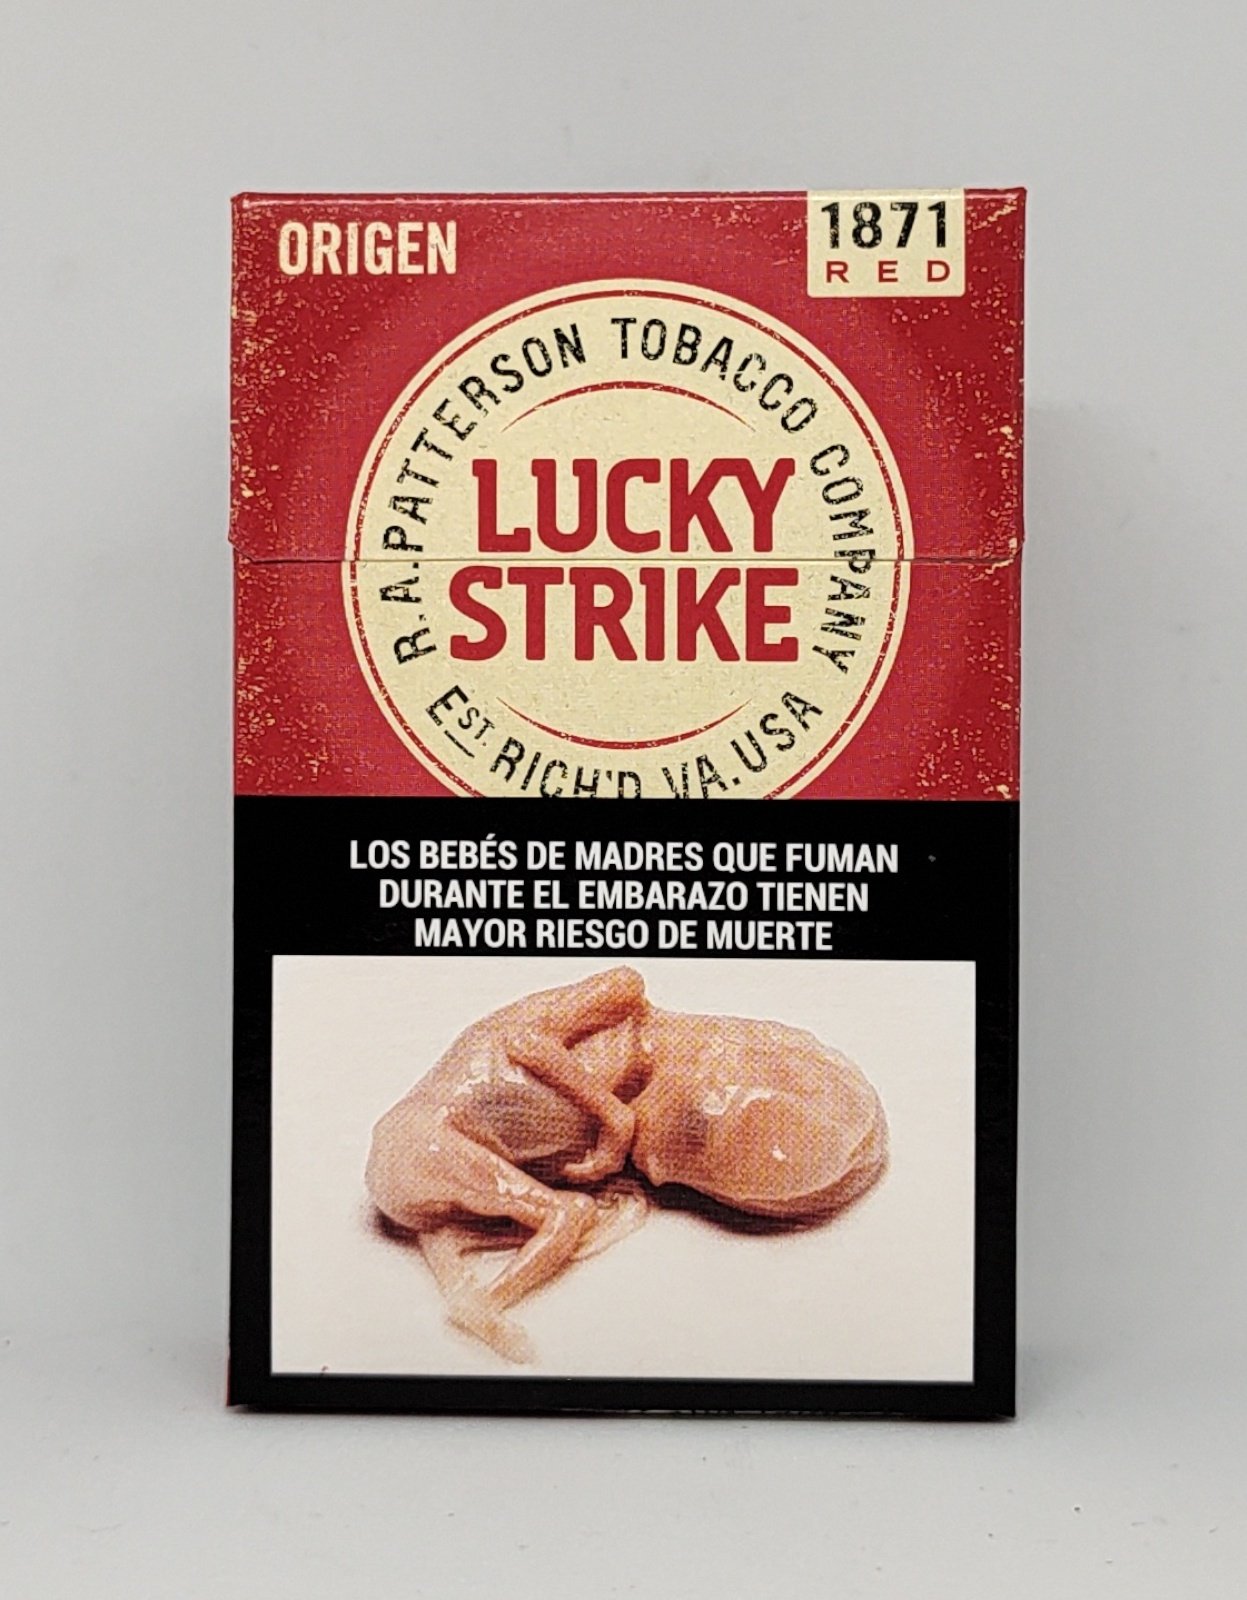 ORIGEN
1871
RED
R.A. PATTERSON TOBACCO COMPANY
LUCKY
STRIKE
EST. RICH'D. VA. USA
LOS BEBÉS DE MADRES QUE FUMAN
DURANTE EL EMBARAZO TIENEN
MAYOR RIESGO DE MUERTE